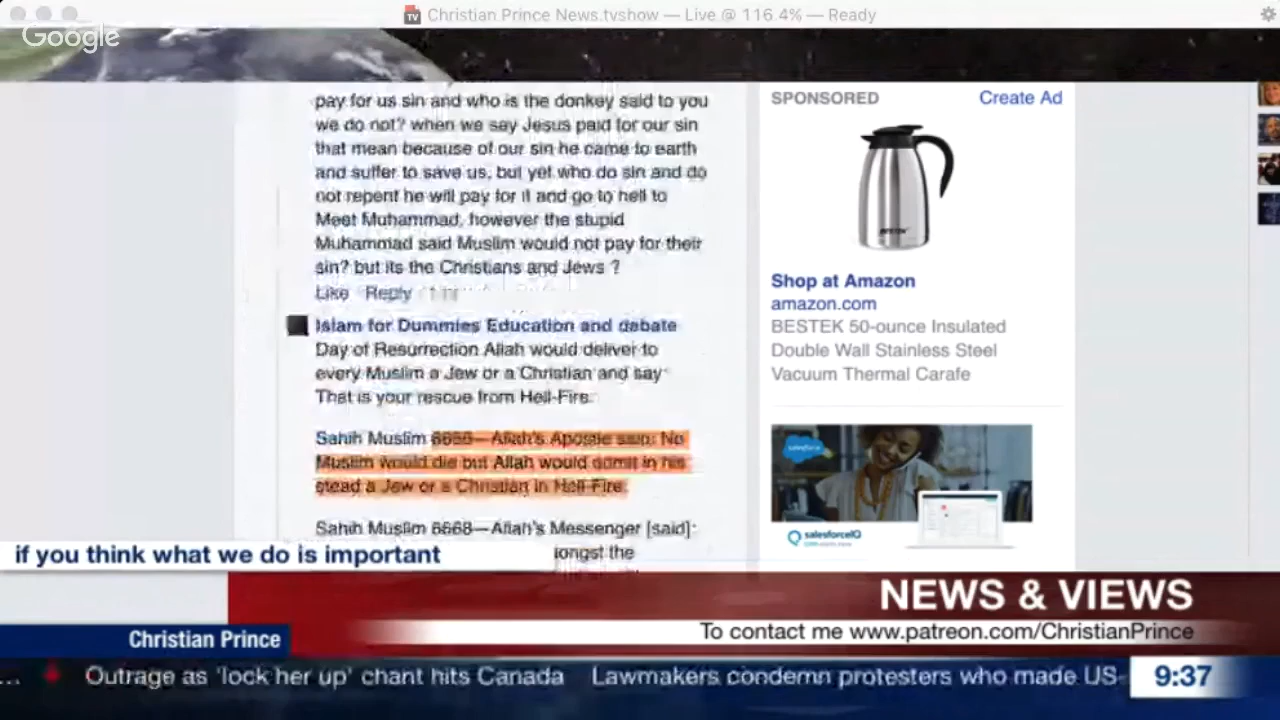 Christian Prince News.tvshow — Live @ 116.4% — Ready
Google
pay for us sin and who is the donkey said to you
we do not? when we say Jesus paid for our sin
that mean because of our sin he came to earth
and suffer to save us, but yet who do sin and do
not repent he will pay for it and go to hell to
Meet Muhammad, however the stupid
Muhammad said Muslim would not pay for their
sin? but its the Christians and Jews ?
Like Reply
Islam for Dummies Education and debate
Day of Resurrection Allah would deliver to
every Muslim a Jew or a Christian and say
That is your rescue from Hell-Fire.
Sahih Muslim 6666—Allah's Apostle said: No
Muslim would die but Allah would admit in his
stead a Jew or a Christian in Hell-Fire.
Sahih Muslim 6668—Allah's Messenger [said]:
ongst the
SPONSORED
Create Ad
BESTEK
Shop at Amazon
amazon.com
BESTEK 50-ounce Insulated
Double Wall Stainless Steel
Vacuum Thermal Carafe
salesforce
salesforceIQ
if you think what we do is important
NEWS & VIEWS
To contact me www.patreon.com/ChristianPrince
Christian Prince
... Outrage as 'lock her up' chant hits Canada Lawmakers condemn protesters who made US-
9:37